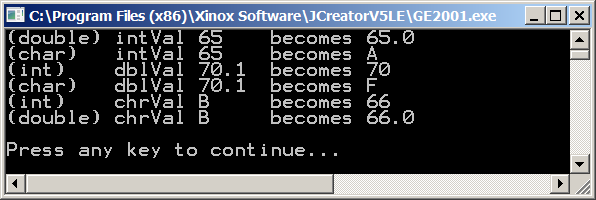 C:\Program Files (x86)\Xinox Software\JCreatorV5LE\GE2001.exe
(double) intVal 65 becomes 65.0
(char) intVal 65 becomes A
(int) dblVal 70.1 becomes 70
(char) dblVal 70.1 becomes F
(int) chrVal B becomes 66
(double) chrVal B becomes 66.0
Press any key to continue...